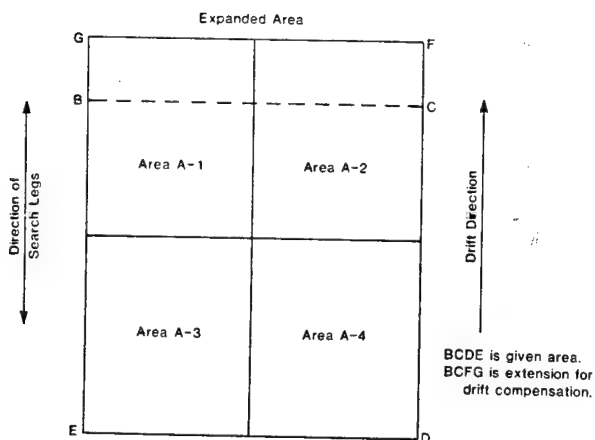 Expanded Area
G
F
B
C
Area A-1
Area A-2
Direction of
Search Legs
Drift Direction
Area A-3
Area A-4
BCDE is given area.
BCFG is extension for
drift compensation.
E
D